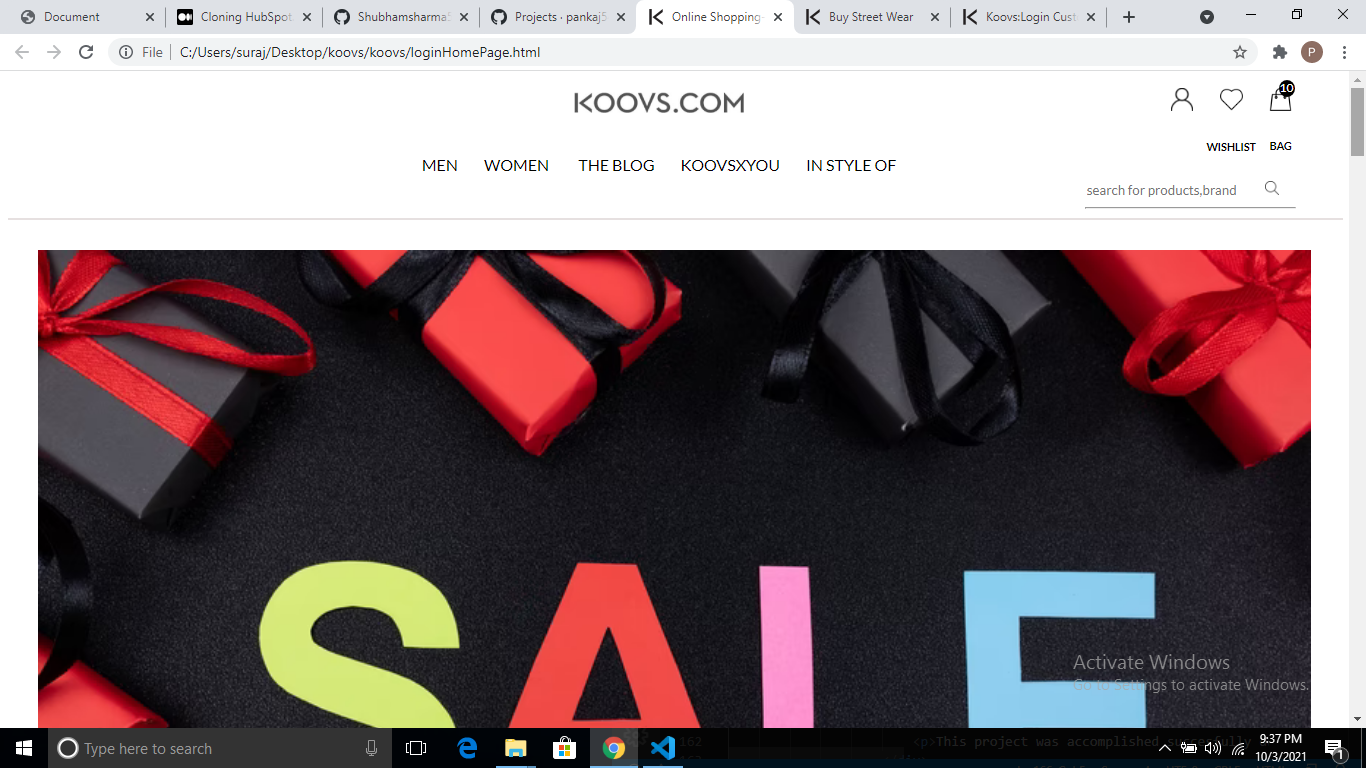 Document
Cloning HubSpot
Shubhamsharma
Projects · pankaj5
Online Shopping-
Buy Street Wear
Koovs:Login Cust
File
C:/Users/suraj/Desktop/koovs/koovs/loginHomePage.html
P
KOOVS.COM
10
WISHLIST BAG
MEN WOMEN THE BLOG KOOVSXYOU IN STYLE OF
search for products,brand
SALE
Activate Windows
Go to Settings to activate Windows.
Type here to search
162
<p>This project was accomplished succesfully
9:37 PM
10/3/2021
1